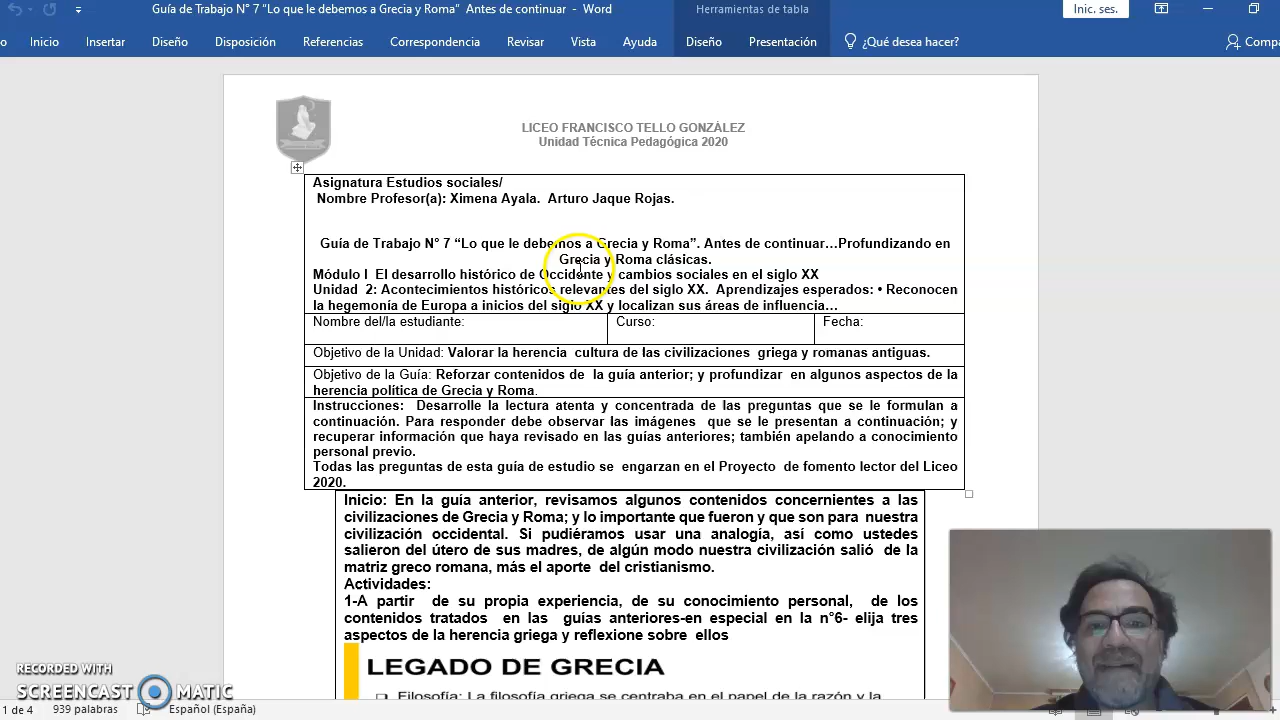 Guía de Trabajo N° 7 “Lo que le debemos a Grecia y Roma” Antes de continuar - Word
Herramientas de tabla
Inic. ses.
o Inicio Insertar Diseño Disposición Referencias Correspondencia Revisar Vista Ayuda Diseño Presentación ¿Qué desea hacer? Compa
LICEO FRANCISCO TELLO GONZÁLEZ
Unidad Técnica Pedagógica 2020
Asignatura Estudios sociales/
Nombre Profesor(a): Ximena Ayala. Arturo Jaque Rojas.
Guía de Trabajo N° 7 “Lo que le debemos a Grecia y Roma”. Antes de continuar…Profundizando en
Grecia y Roma clásicas.
Módulo I El desarrollo histórico de Occidente y cambios sociales en el siglo XX
Unidad 2: Acontecimientos históricos relevantes del siglo XX. Aprendizajes esperados: • Reconocen
la hegemonía de Europa a inicios del siglo XX y localizan sus áreas de influencia…
Nombre del/la estudiante: Curso: Fecha:
Objetivo de la Unidad: Valorar la herencia cultura de las civilizaciones griega y romanas antiguas.
Objetivo de la Guía: Reforzar contenidos de la guía anterior; y profundizar en algunos aspectos de la
herencia política de Grecia y Roma.
Instrucciones: Desarrolle la lectura atenta y concentrada de las preguntas que se le formulan a
continuación. Para responder debe observar las imágenes que se le presentan a continuación; y
recuperar información que haya revisado en las guías anteriores; también apelando a conocimiento
personal previo.
Todas las preguntas de esta guía de estudio se engarzan en el Proyecto de fomento lector del Liceo
2020.
Inicio: En la guía anterior, revisamos algunos contenidos concernientes a las
civilizaciones de Grecia y Roma; y lo importante que fueron y que son para nuestra
civilización occidental. Si pudiéramos usar una analogía, así como ustedes
salieron del útero de sus madres, de algún modo nuestra civilización salió de la
matriz greco romana, más el aporte del cristianismo.
Actividades:
1-A partir de su propia experiencia, de su conocimiento personal, de los
contenidos tratados en las guías anteriores-en especial en la n°6- elija tres
aspectos de la herencia griega y reflexione sobre ellos
LEGADO DE GRECIA
Filosofía: La filosofía griega se centraba en el papel de la razón y la
RECORDED WITH
SCREENCAST MATIC
1 de 4 939 palabras Español (España)